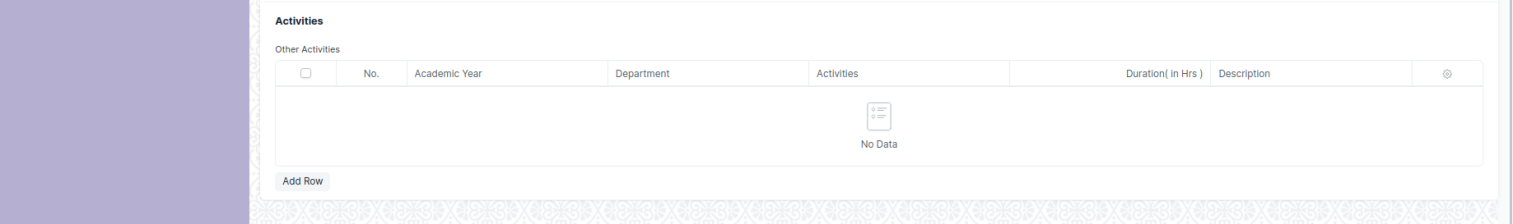 Activities
Other Activities
No. Academic Year Department Activities Duration( in Hrs ) Description
No Data
Add Row